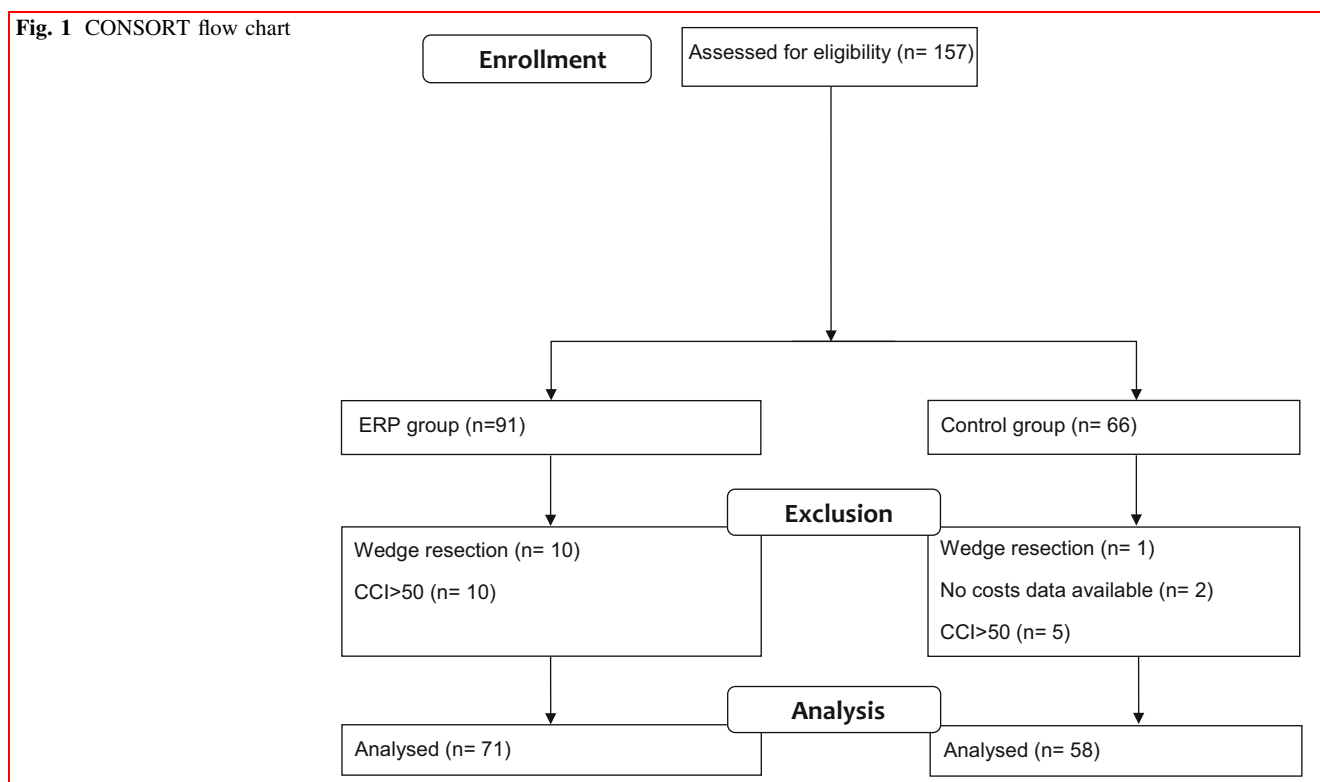 Fig. 1 CONSORT flow chart
Enrollment
Assessed for eligibility (n= 157)
ERP group (n=91)
Control group (n= 66)
Exclusion
Wedge resection (n= 10)
CCI>50 (n= 10)
Wedge resection (n= 1)
No costs data available (n= 2)
CCI>50 (n= 5)
Analysis
Analysed (n= 71)
Analysed (n= 58)